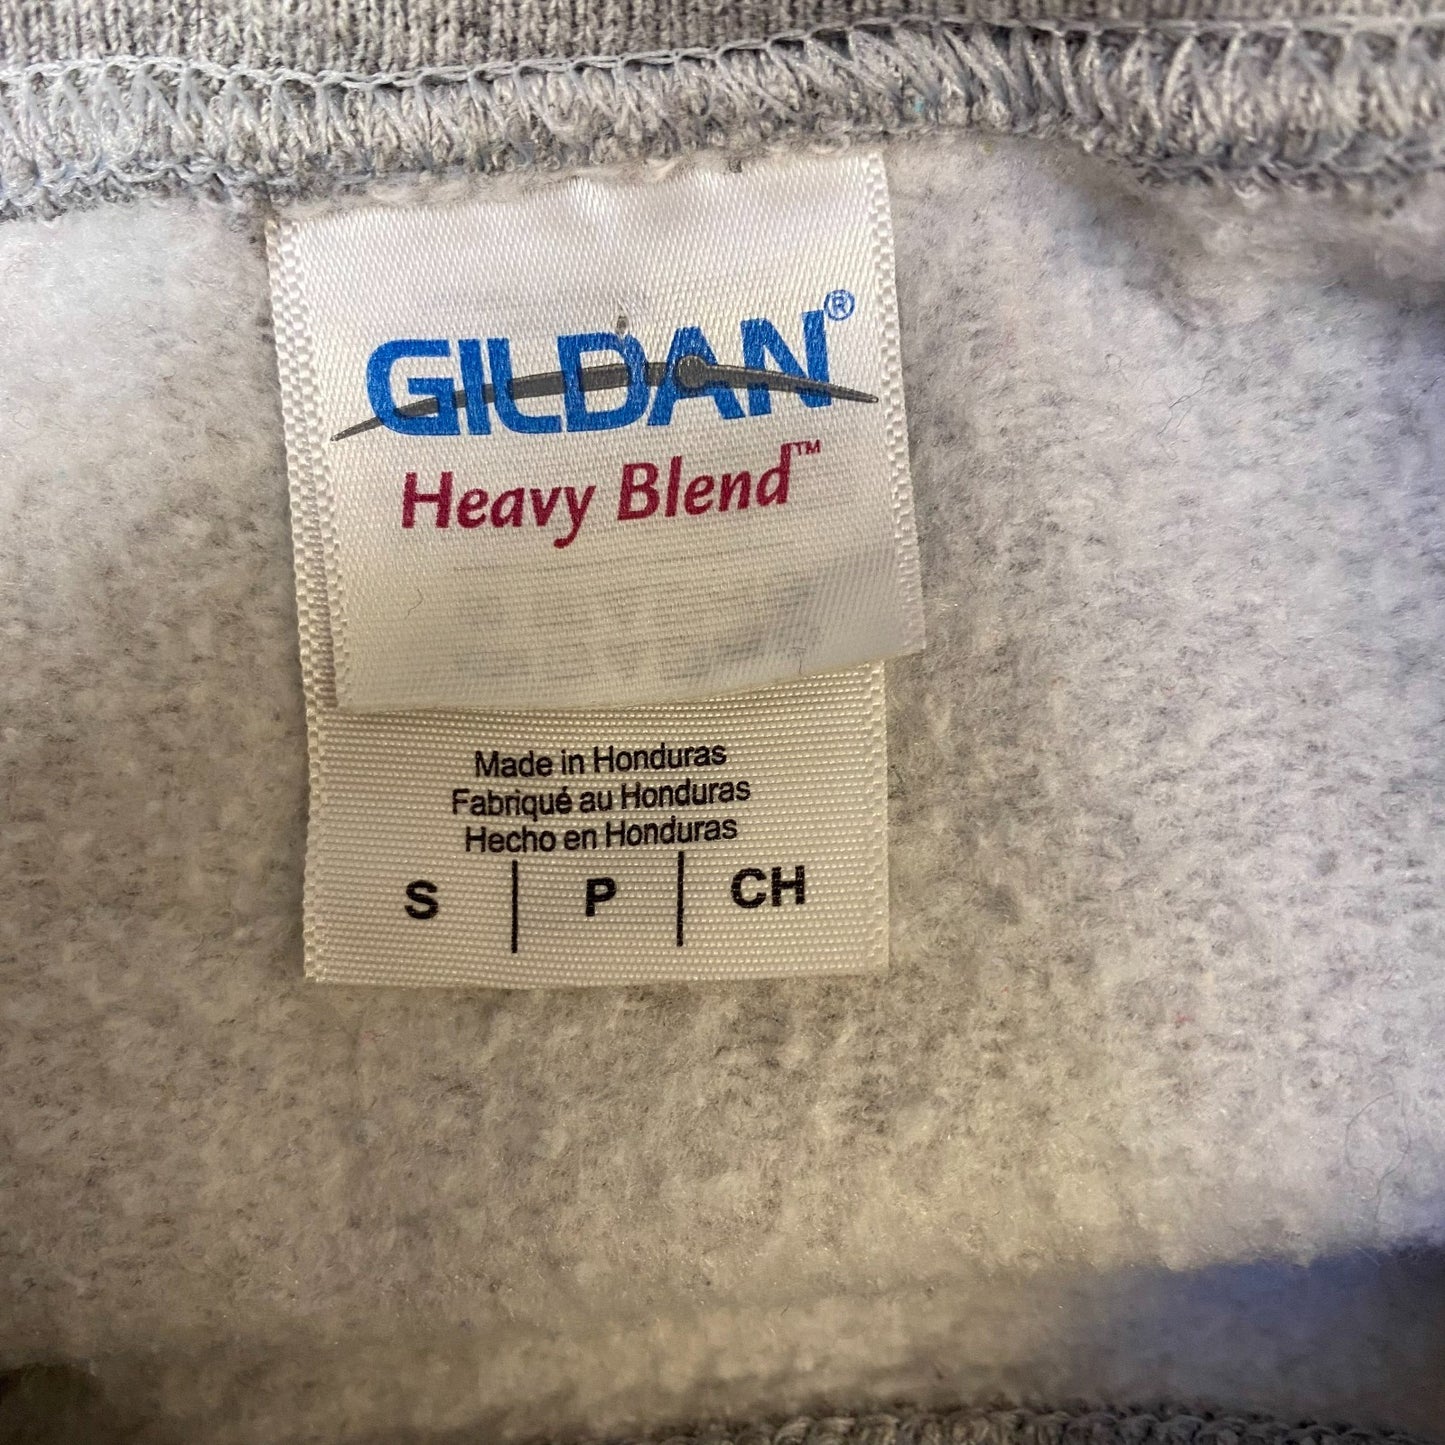 GILDAN®
Heavy Blend™
Made in Honduras
Fabriqué au Honduras
Hecho en Honduras
S | P | CH